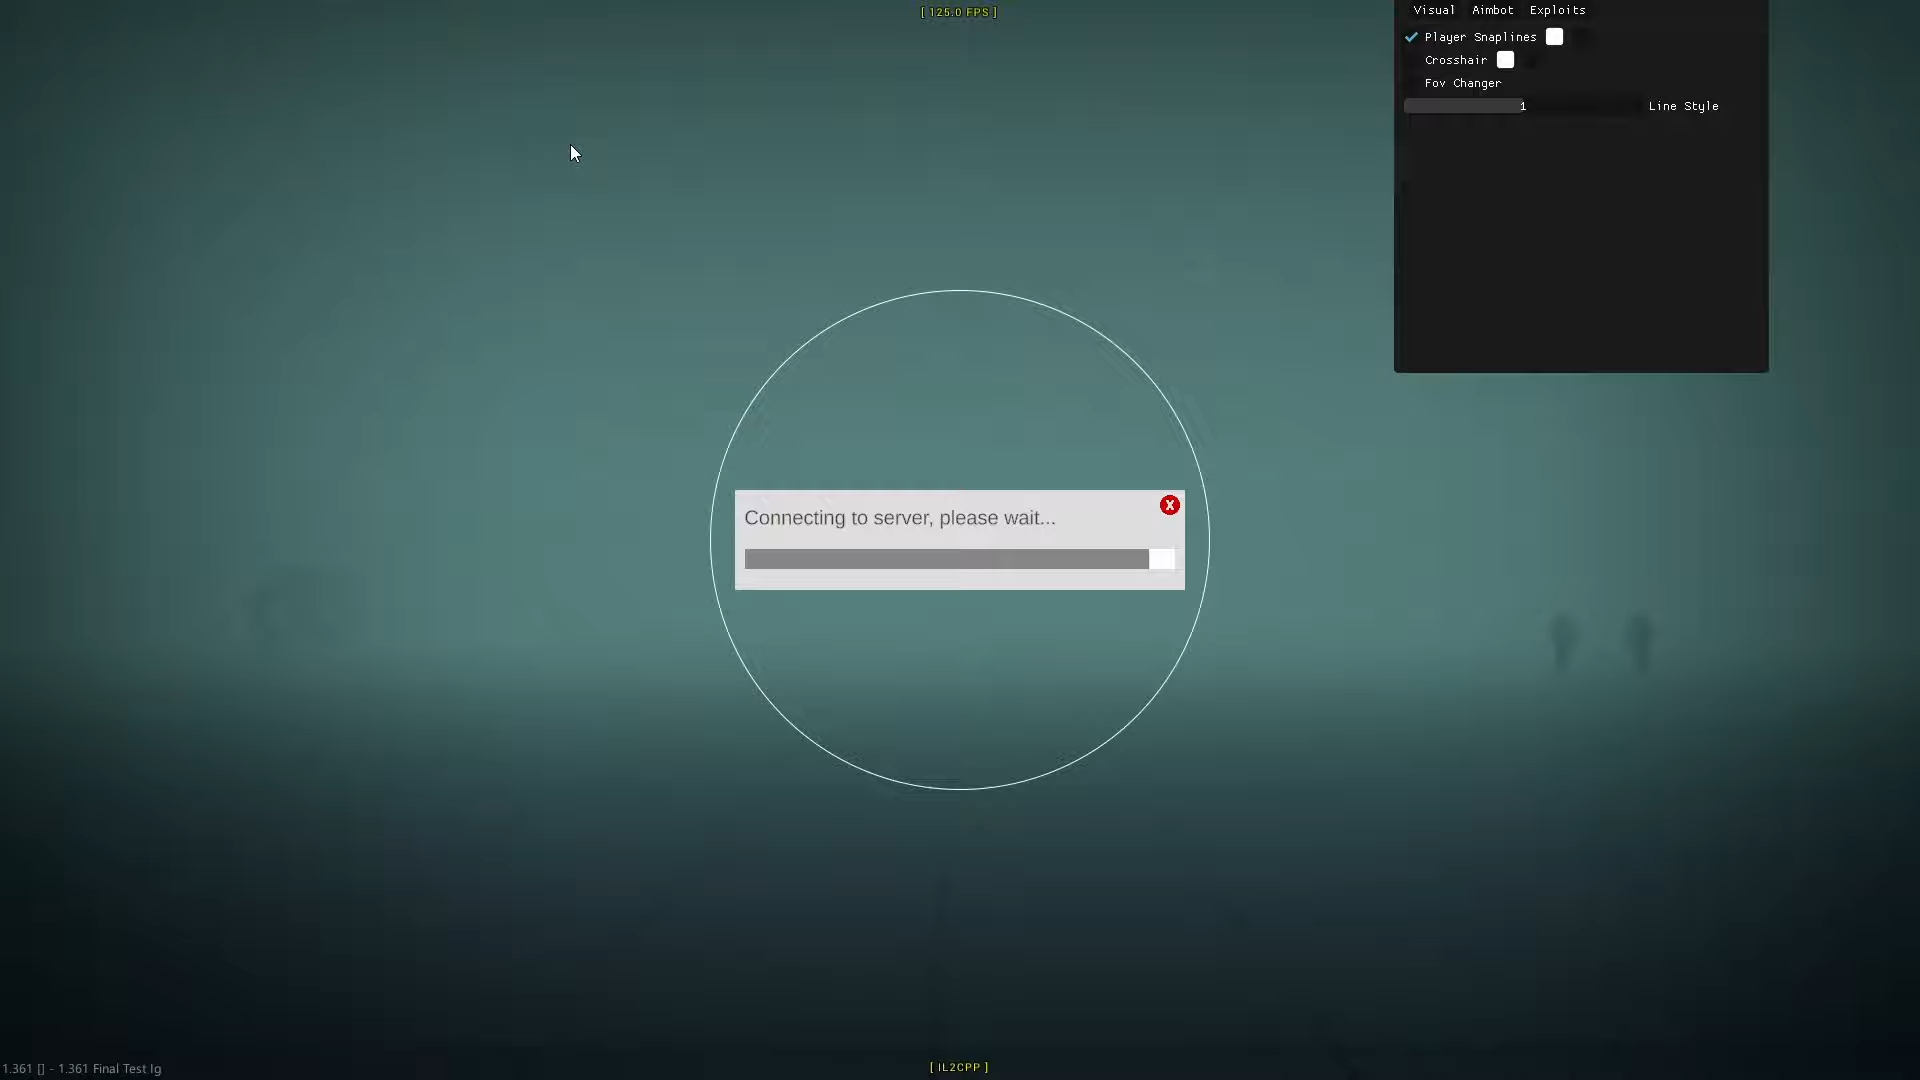 [ 125.0 FPS ]
Visual Aimbot Exploits
Player Snaplines
Crosshair
Fov Changer
1 Line Style
Connecting to server, please wait...
X
1.361 [] - 1.361 Final Test lg
[ IL2CPP ]